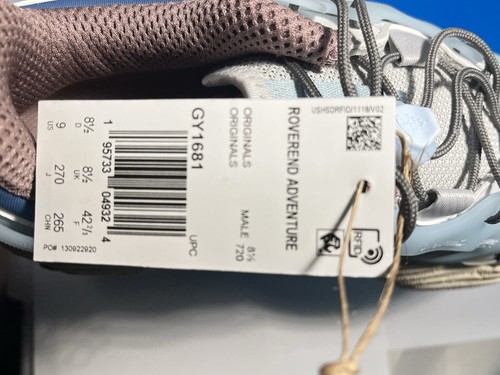 USHSORFIO/1118/V02
ROVEREND ADVENTURE
RFID
ORIGINALS
ORIGINALS
MALE 8½
720
GY1681
UPC
1 95733 04932 4
8½ 8½ 42⅔
D UK F
9 270 265
US J CHN
PO# 130922920